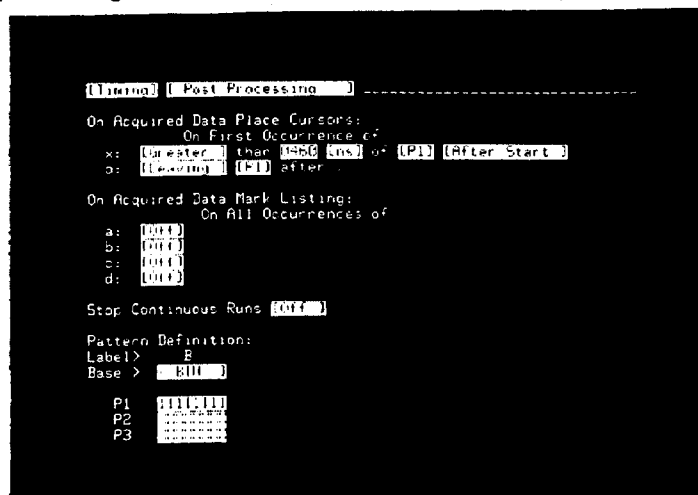 [Timing] [ Post Processing ]
On Acquired Data Place Cursors:
On First Occurrence of
x: [Greater ] than [ns] of [P1] [After Start ]
o: [Leaving ] [P1] after
On Acquired Data Mark Listing:
On All Occurrences of
a: [Off]
b: [Off]
c: [Off]
d: [Off]
Stop Continuous Runs [Off ]
Pattern Definition:
Label> B
Base >
P1
P2
P3